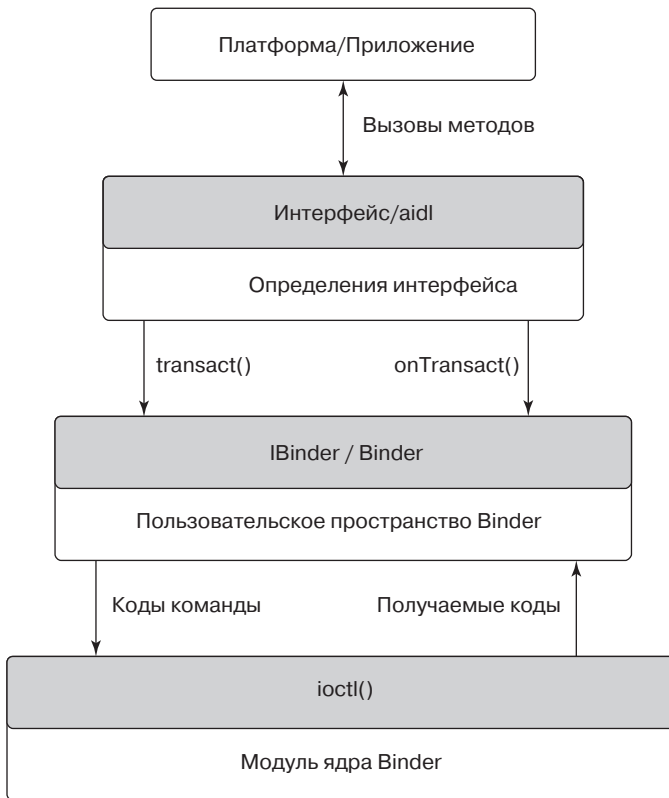 Платформа/Приложение
Вызовы методов
Интерфейс/aidl
Определения интерфейса
transact()
onTransact()
IBinder / Binder
Пользовательское пространство Binder
Коды команды
Получаемые коды
ioctl()
Модуль ядра Binder